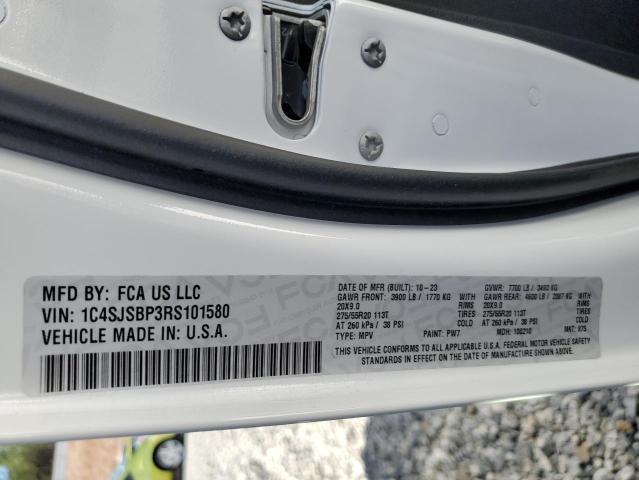 MFD BY: FCA US LLC
VIN: 1C4SJSBP3RS101580
VEHICLE MADE IN: U.S.A.
DATE OF MFR (BUILT): 10-23 GVWR: 7700 LB / 3493 KG
GAWR FRONT: 3900 LB / 1770 KG WITH GAWR REAR: 4600 LB / 2087 KG WITH
20X9.0 RIMS 20X9.0 RIMS
275/55R20 113T TIRES 275/55R20 113T TIRES
AT 260 kPa / 38 PSI AT 260 kPa / 38 PSI
TYPE: MPV PAINT: PW7 MDH: 100210 MAT: 975
THIS VEHICLE CONFORMS TO ALL APPLICABLE U.S.A. FEDERAL MOTOR VEHICLE SAFETY
STANDARDS IN EFFECT ON THE DATE OF MANUFACTURE SHOWN ABOVE.